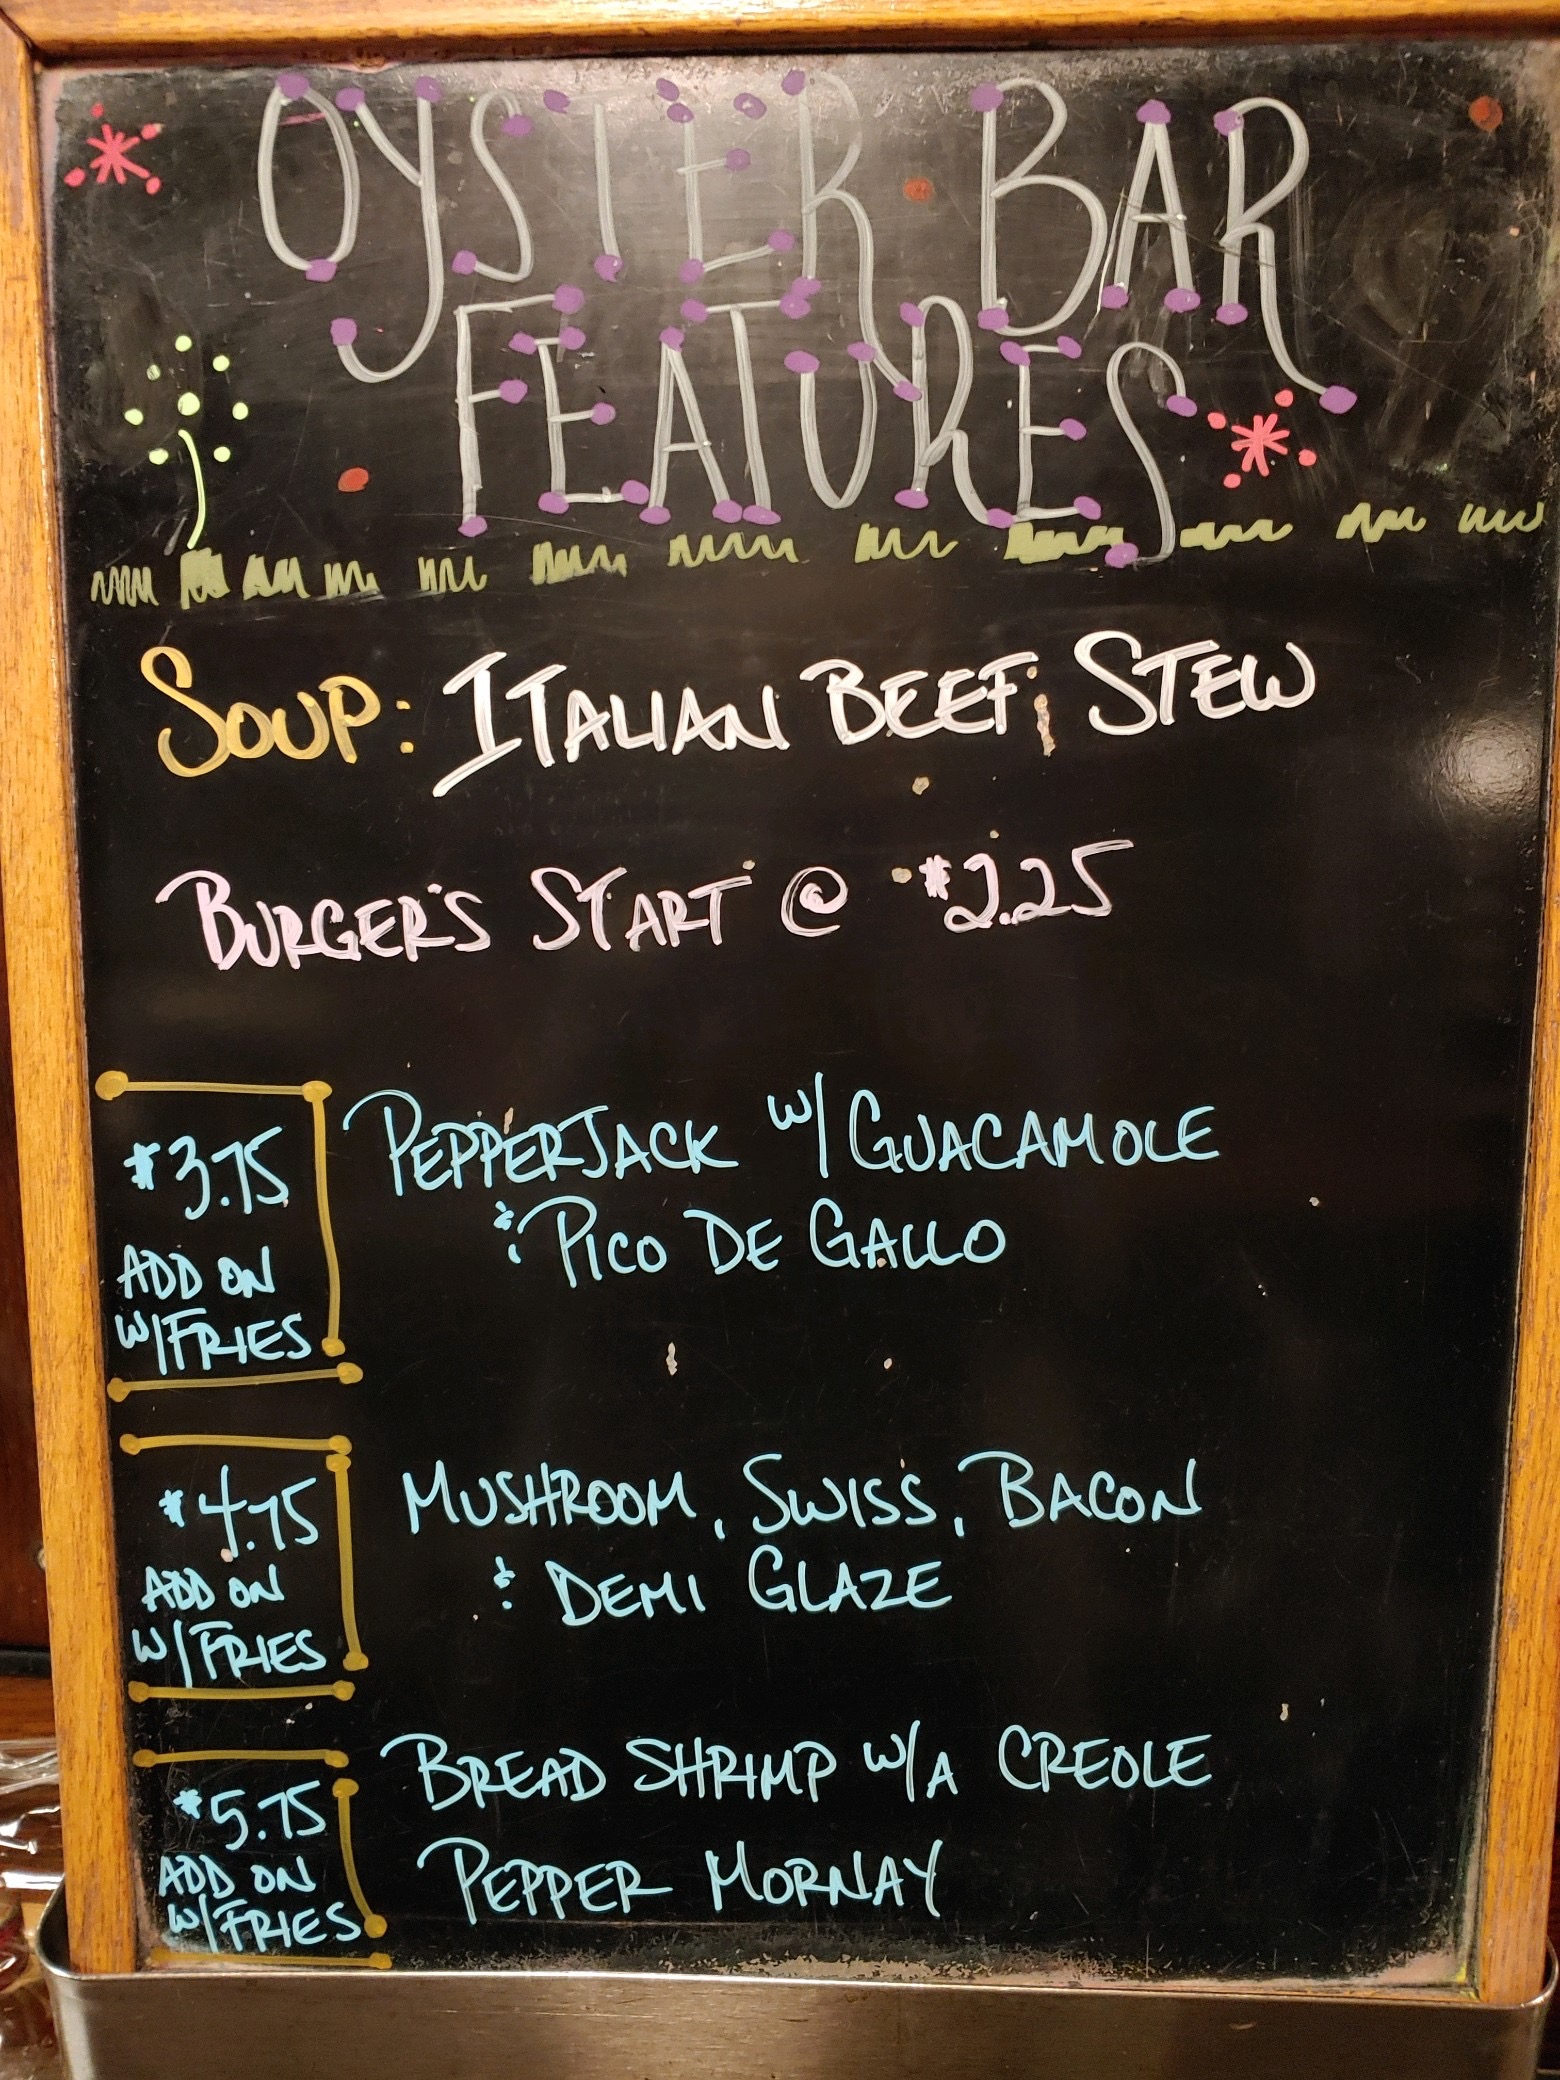 OYSTER BAR
FEATURES
SOUP: ITALIAN BEEF STEW
BURGER'S START @ $2.25
$3.75
ADD ON
W/FRIES
PEPPERJACK W/ GUACAMOLE
& PICO DE GALLO
$4.75
ADD ON
W/FRIES
MUSHROOM, SWISS, BACON
& DEMI GLAZE
$5.75
ADD ON
W/FRIES
BREAD SHRIMP W/A CREOLE
PEPPER MORNAY